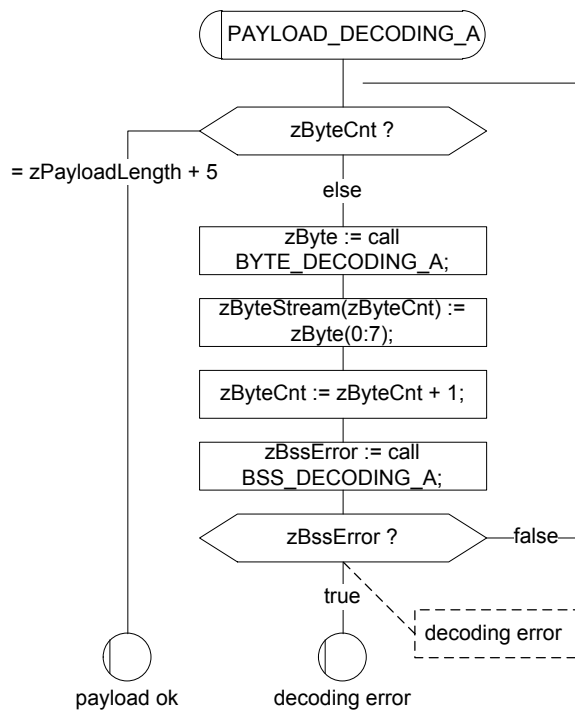 PAYLOAD_DECODING_A
zByteCnt ?
= zPayloadLength + 5
else
zByte := call
BYTE_DECODING_A;
zByteStream(zByteCnt) :=
zByte(0:7);
zByteCnt := zByteCnt + 1;
zBssError := call
BSS_DECODING_A;
zBssError ?
false
true
decoding error
payload ok
decoding error